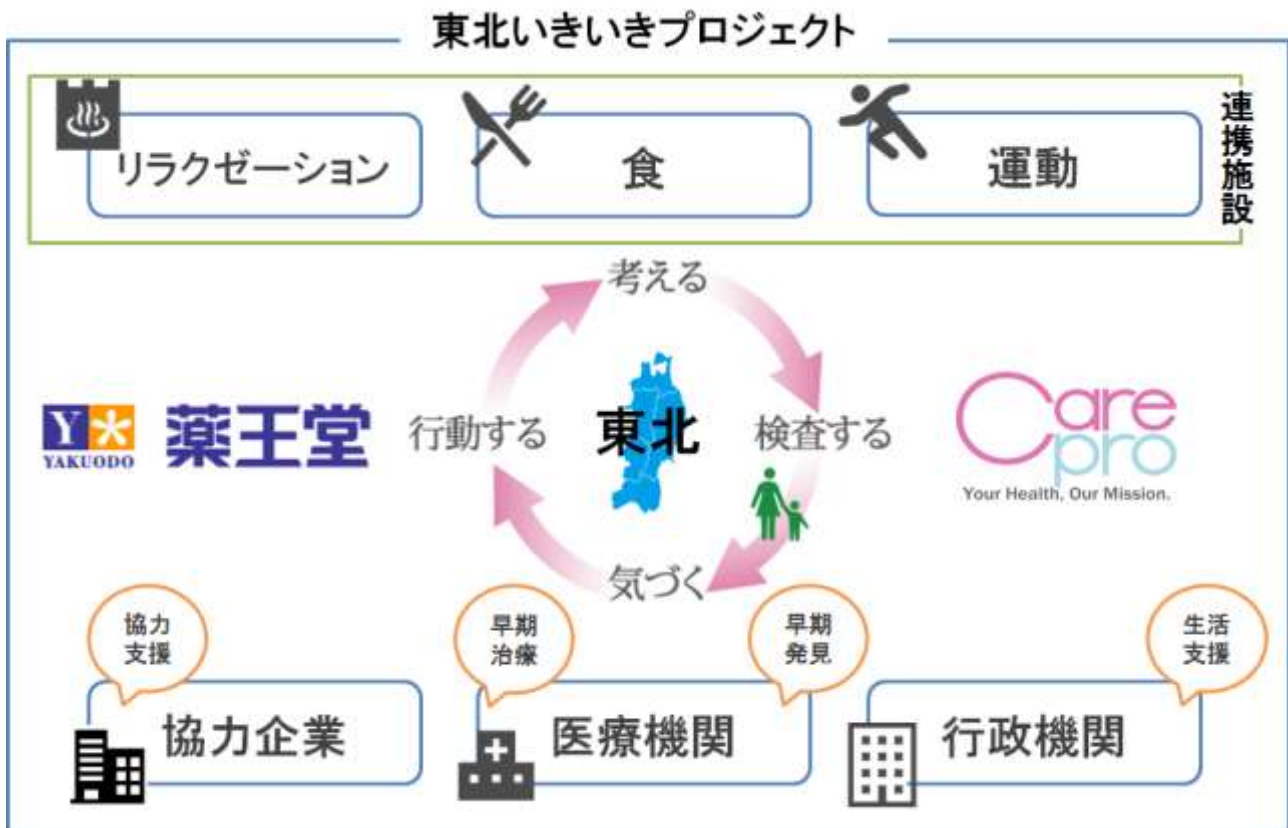 東北いきいきプロジェクト
リラクゼーション
食
運動
連携施設
考える
検査する
気づく
行動する
東北
Y
YAKUODO
薬王堂
Care
pro
Your Health, Our Mission.
協力
支援
早期
治療
早期
発見
生活
支援
協力企業
医療機関
行政機関